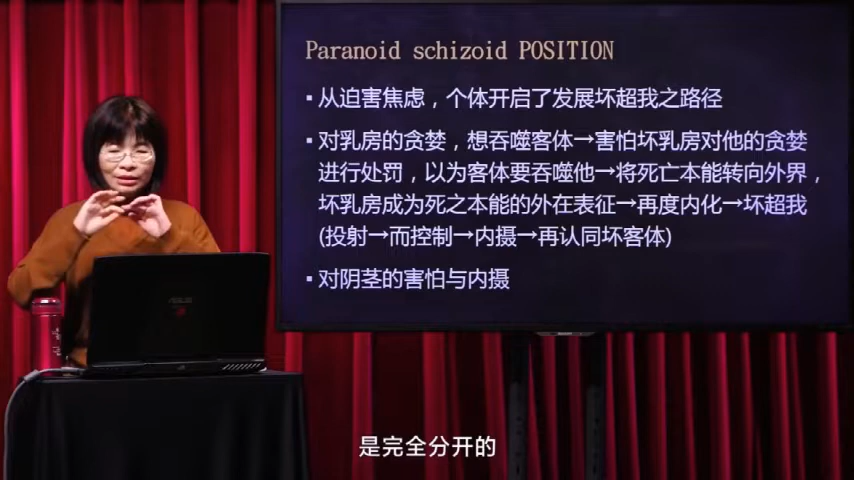 Paranoid schizoid POSITION
▪从迫害焦虑，个体开启了发展坏超我之路径
▪对乳房的贪婪，想吞噬客体→害怕坏乳房对他的贪婪
进行处罚，以为客体要吞噬他→将死亡本能转向外界，
坏乳房成为死之本能的外在表征→再度内化→坏超我
(投射→而控制→内摄→再认同坏客体)
▪对阴茎的害怕与内摄
ASUS
是完全分开的